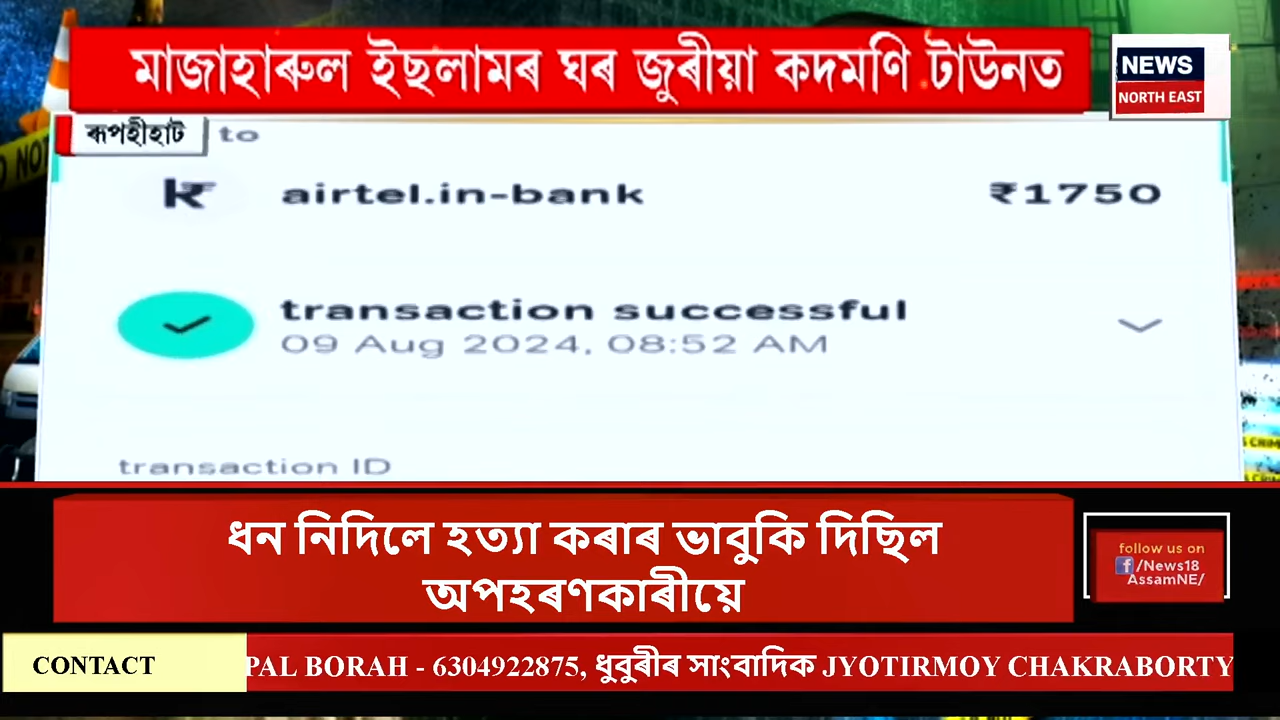 মাজাহাৰুল ইছলামৰ ঘৰ জুৰীয়া কদমণি টাউনত
NEWS
NORTH EAST
ৰূপহীহাট
to
airtel.in-bank ₹1750
transaction successful
09 Aug 2024, 08:52 AM
transaction ID
ধন নিদিলে হত্যা কৰাৰ ভাবুকি দিছিল
অপহৰণকাৰীয়ে
follow us on
/News18
AssamNE/
CONTACT
PAL BORAH - 6304922875, ধুবুৰীৰ সাংবাদিক JYOTIRMOY CHAKRABORTY